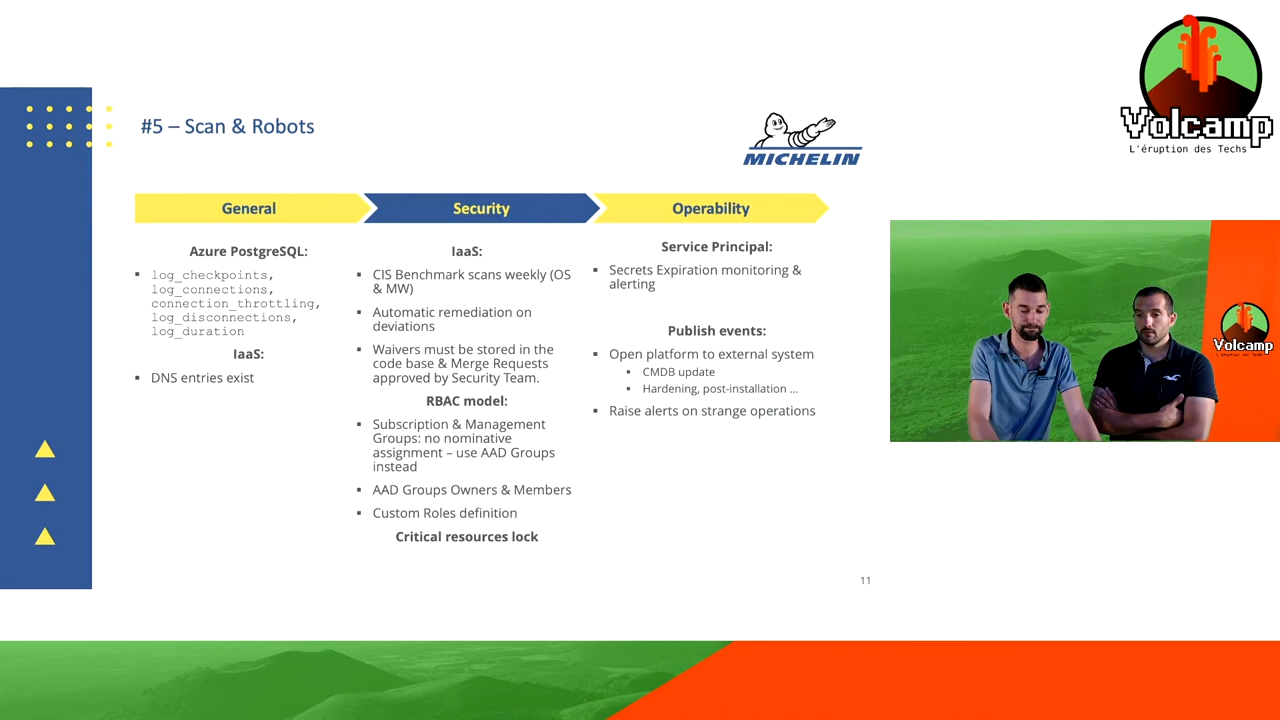 #5 – Scan & Robots
MICHELIN
Volcamp
L'éruption des Techs
General
Security
Operability
Azure PostgreSQL:
log_checkpoints,
log_connections,
connection_throttling,
log_disconnections,
log_duration
IaaS:
DNS entries exist
IaaS:
CIS Benchmark scans weekly (OS
& MW)
Automatic remediation on
deviations
Waivers must be stored in the
code base & Merge Requests
approved by Security Team.
RBAC model:
Subscription & Management
Groups: no nominative
assignment – use AAD Groups
instead
AAD Groups Owners & Members
Custom Roles definition
Critical resources lock
Service Principal:
Secrets Expiration monitoring &
alerting
Publish events:
Open platform to external system
CMDB update
Hardening, post-installation ...
Raise alerts on strange operations
11
Volcamp
L'éruption des Techs